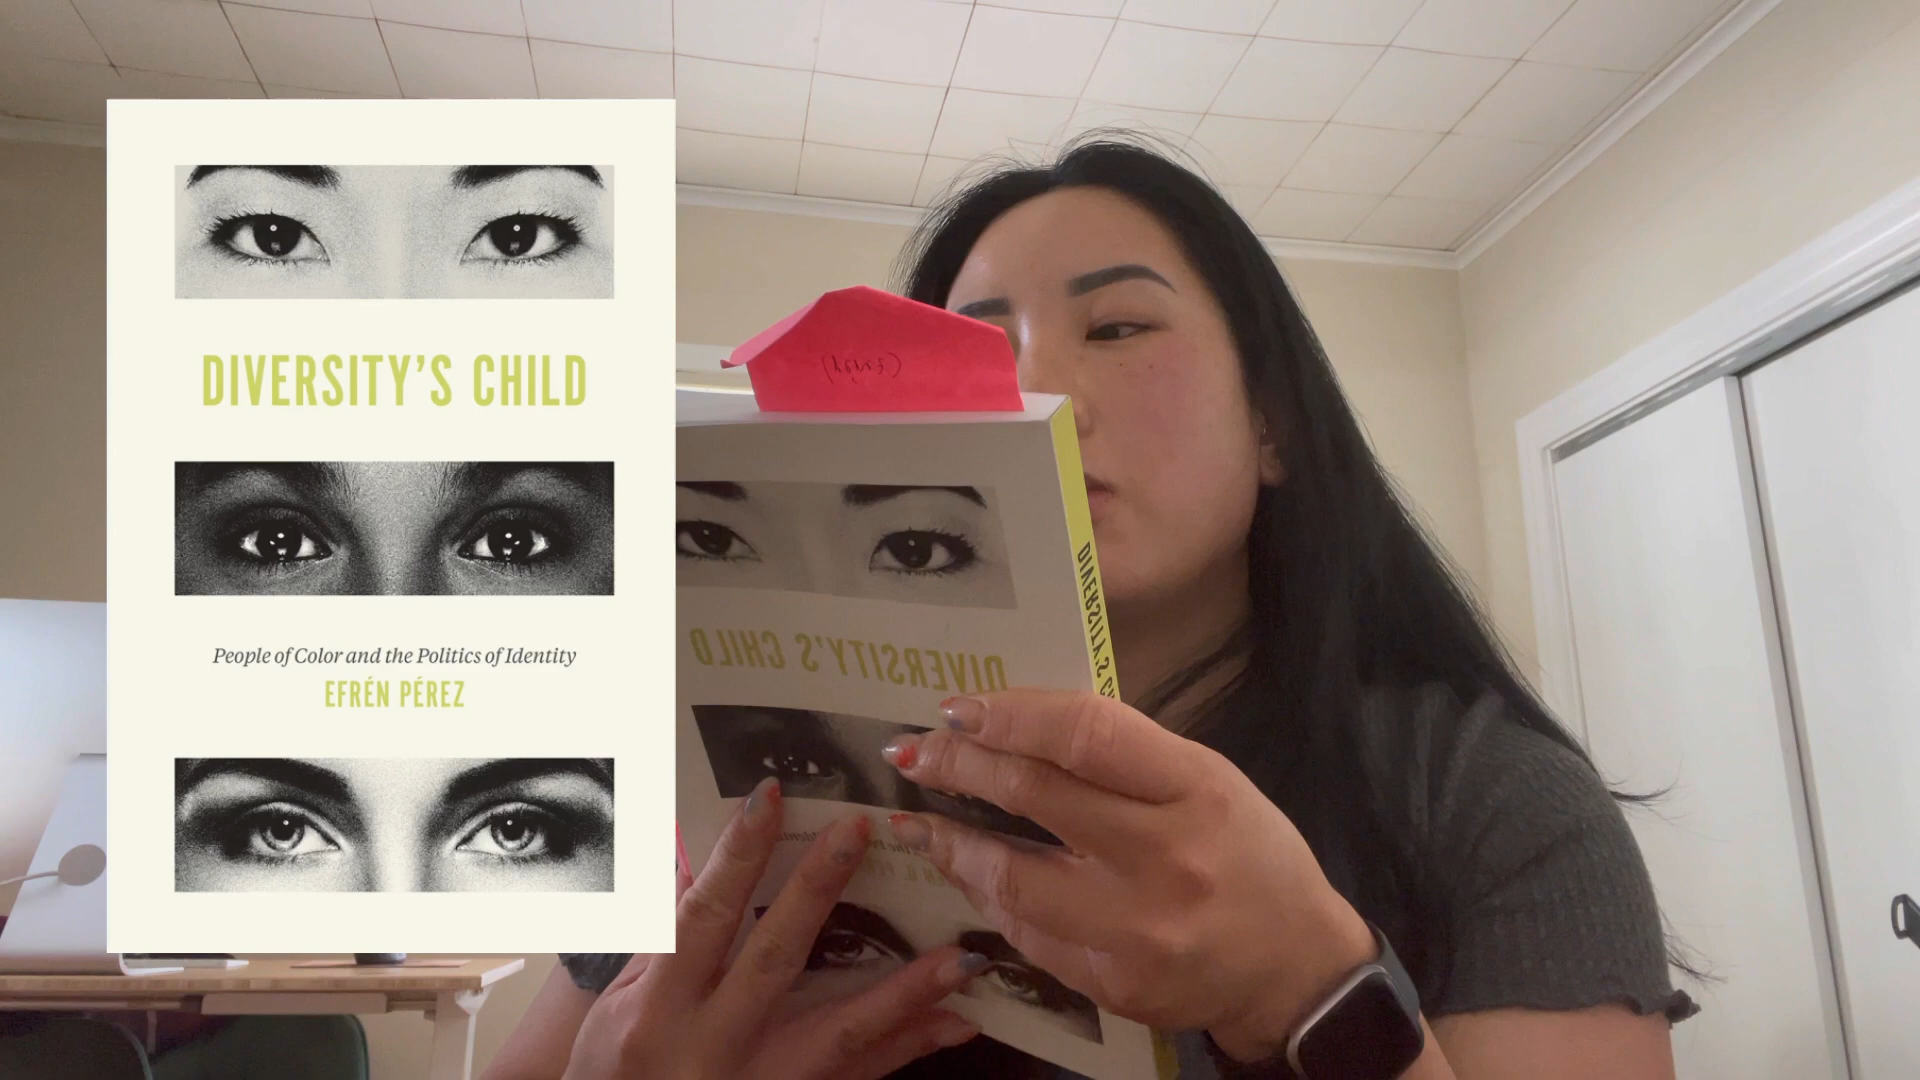 DIVERSITY'S CHILD
People of Color and the Politics of Identity
EFRÉN PÉREZ
DIVERSITY'S CHILD
DIVERSITY'S